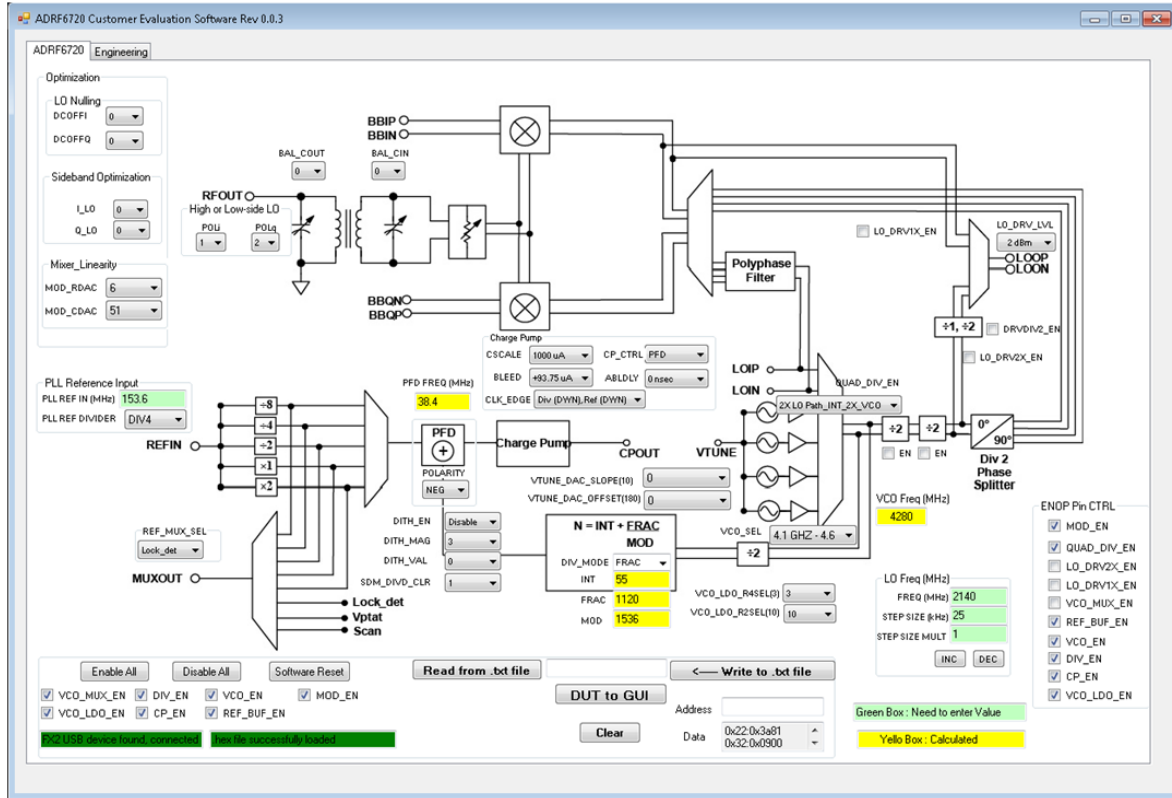 ADRF6720 Customer Evaluation Software Rev 0.0.3
ADRF6720 Engineering
Optimization
LO Nulling
DCOFFI 0
DCOFFQ 0
Sideband Optimization
I_LO 0
Q_LO 0
Mixer_Linearity
MOD_RDAC 6
MOD_CDAC 51
BBIP
BBIN
BAL_COUT
0
BAL_CIN
0
RFOUT
High or Low-side LO
POLi POLq
1 2
BBQN
BBQP
Polyphase
Filter
LO_DRV1X_EN
LO_DRV_LVL
2 dBm
LOOP
LOON
÷1, ÷2
DRVDIV2_EN
LO_DRV2X_EN
PLL Reference Input
PLL REF IN (MHz) 153.6
PLL REF DIVIDER DIV4
REFIN
÷8
÷4
÷2
×1
×2
PFD FREQ (MHz)
38.4
Charge Pump
CSCALE 1000 uA CP_CTRL PFD
BLEED +93.75 uA ABLDLY 0 nsec
CLK_EDGE Div (DWN),Ref (DWN)
PFD
+
POLARITY
NEG
Charge Pump
CPOUT
LOIP
LOIN
QUAD_DIV_EN
2X LO Path_INT_2X_VCO
VTUNE
÷2 ÷2
EN EN
0°
90°
Div 2
Phase
Splitter
VTUNE_DAC_SLOPE(10) 0
VTUNE_DAC_OFFSET(180) 0
VCO Freq (MHz)
4280
VCO_SEL 4.1 GHZ - 4.6
÷2
REF_MUX_SEL
Lock_det
MUXOUT
Lock_det
Vptat
Scan
DITH_EN Disable
DITH_MAG 3
DITH_VAL 0
SDM_DIVD_CLR 1
N = INT + FRAC
MOD
DIV_MODE FRAC
INT 55
FRAC 1120
MOD 1536
VCO_LDO_R4SEL(3) 3
VCO_LDO_R2SEL(10) 10
LO Freq (MHz)
FREQ (MHz) 2140
STEP SIZE (kHz) 25
STEP SIZE MULT 1
INC DEC
ENOP Pin CTRL
MOD_EN
QUAD_DIV_EN
LO_DRV2X_EN
LO_DRV1X_EN
VCO_MUX_EN
REF_BUF_EN
VCO_EN
DIV_EN
CP_EN
VCO_LDO_EN
Enable All Disable All Software Reset
VCO_MUX_EN DIV_EN VCO_EN MOD_EN
VCO_LDO_EN CP_EN REF_BUF_EN
FX2 USB device found, connected .hex file successfully loaded
Read from .txt file <── Write to .txt file
DUT to GUI
Clear
Address
Data 0x22:0x3a81
0x32:0x0900
Green Box : Need to enter Value
Yello Box : Calculated